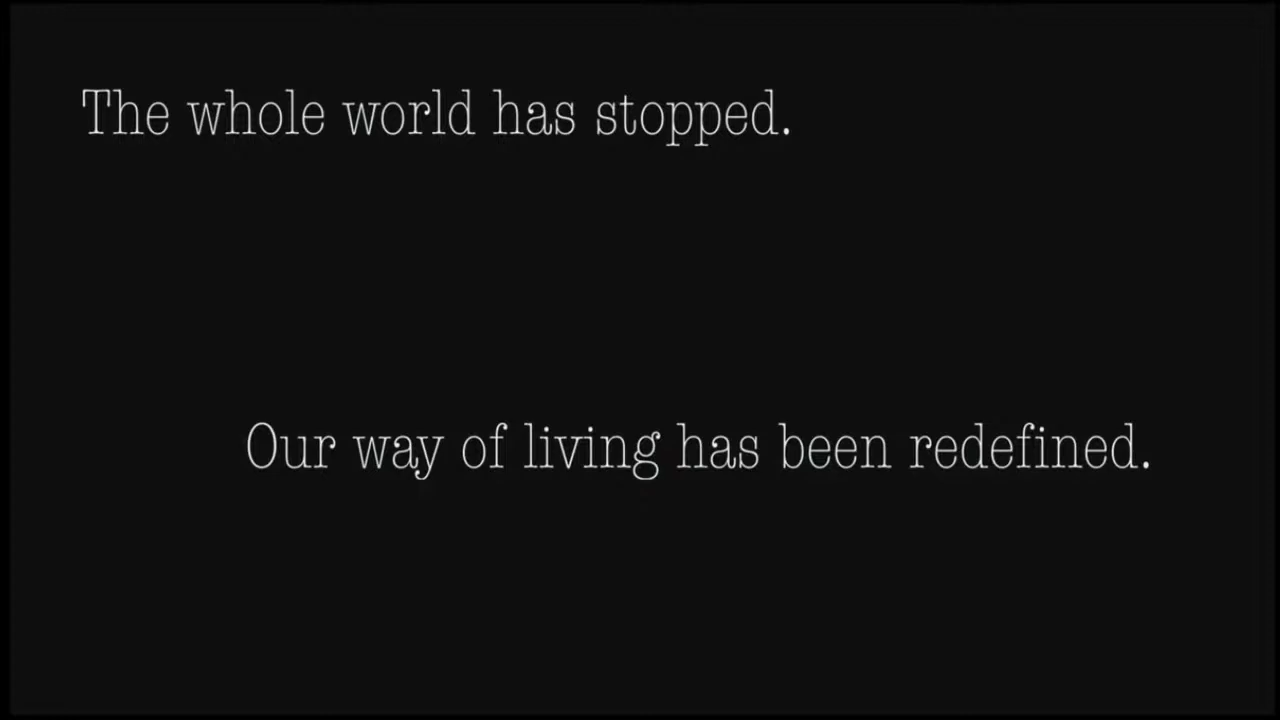 The whole world has stopped.
Our way of living has been redefined.